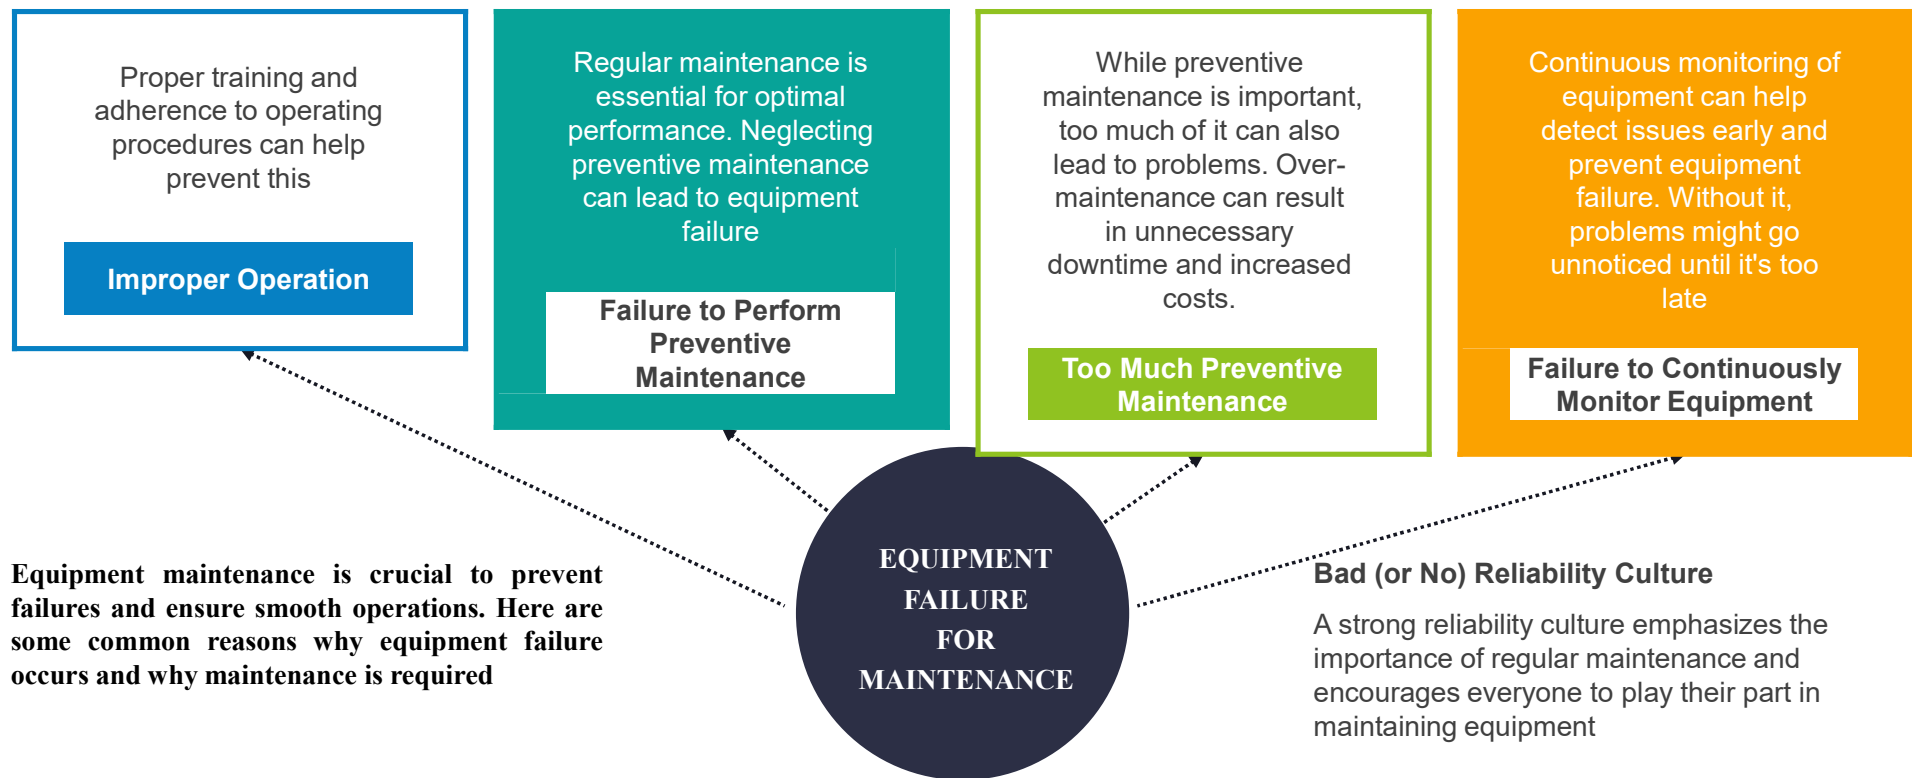 Proper training and
adherence to operating
procedures can help
prevent this
Improper Operation
Regular maintenance is
essential for optimal
performance. Neglecting
preventive maintenance
can lead to equipment
failure
Failure to Perform
Preventive
Maintenance
While preventive
maintenance is important,
too much of it can also
lead to problems. Over-
maintenance can result
in unnecessary
downtime and increased
costs.
Too Much Preventive
Maintenance
Continuous monitoring of
equipment can help
detect issues early and
prevent equipment
failure. Without it,
problems might go
unnoticed until it's too
late
Failure to Continuously
Monitor Equipment
Equipment maintenance is crucial to prevent
failures and ensure smooth operations. Here are
some common reasons why equipment failure
occurs and why maintenance is required
EQUIPMENT
FAILURE
FOR
MAINTENANCE
Bad (or No) Reliability Culture
A strong reliability culture emphasizes the
importance of regular maintenance and
encourages everyone to play their part in
maintaining equipment